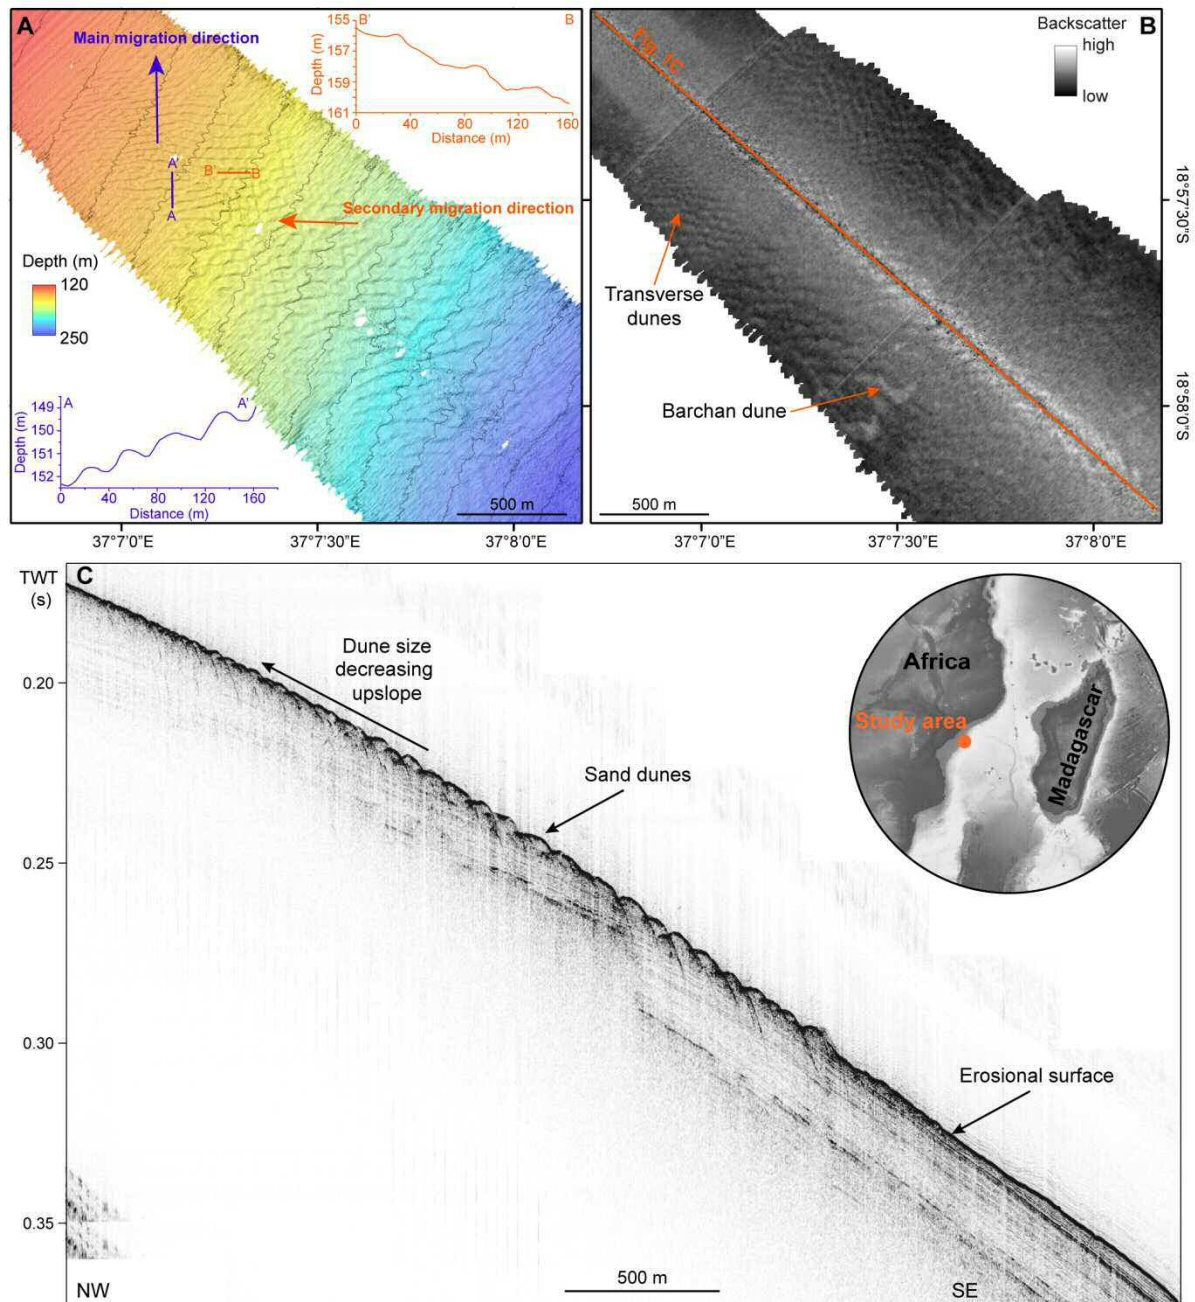 A
Main migration direction
B'
B
155
157
159
161
Depth (m)
0
40
80
120
160
Distance (m)
A'
A
B'
B
Secondary migration direction
Depth (m)
120
250
A
A'
149
150
151
152
Depth (m)
0
40
80
120
160
Distance (m)
500 m
37°7'0"E
37°7'30"E
37°8'0"E
Fig. 1C
Backscatter
high
low
B
Transverse
dunes
Barchan dune
500 m
18°57'30"S
18°58'0"S
37°7'0"E
37°7'30"E
37°8'0"E
TWT
(s)
C
0.20
0.25
0.30
0.35
Dune size
decreasing
upslope
Sand dunes
Erosional surface
Africa
Study area
Madagascar
NW
500 m
SE